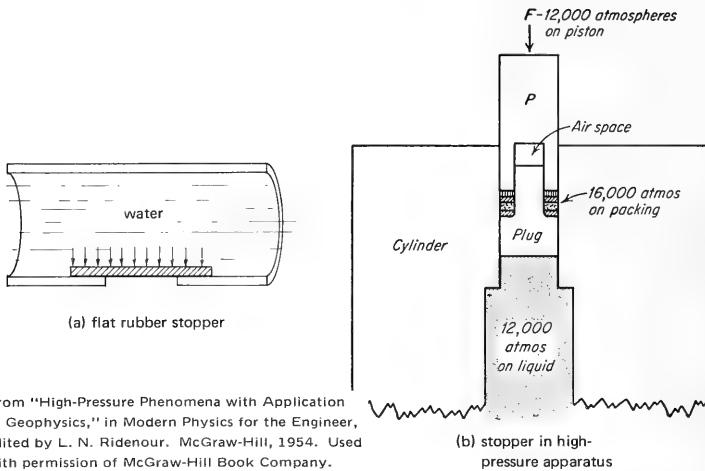 F-12,000 atmospheres
on piston
P
Air space
water
16,000 atmos
on packing
Cylinder
Plug
(a) flat rubber stopper
12,000
atmos
on liquid
rom "High-Pressure Phenomena with Application
Geophysics," in Modern Physics for the Engineer,
lited by L. N. Ridenour. McGraw-Hill, 1954. Used
ith permission of McGraw-Hill Book Company.
(b) stopper in high-
pressure apparatus